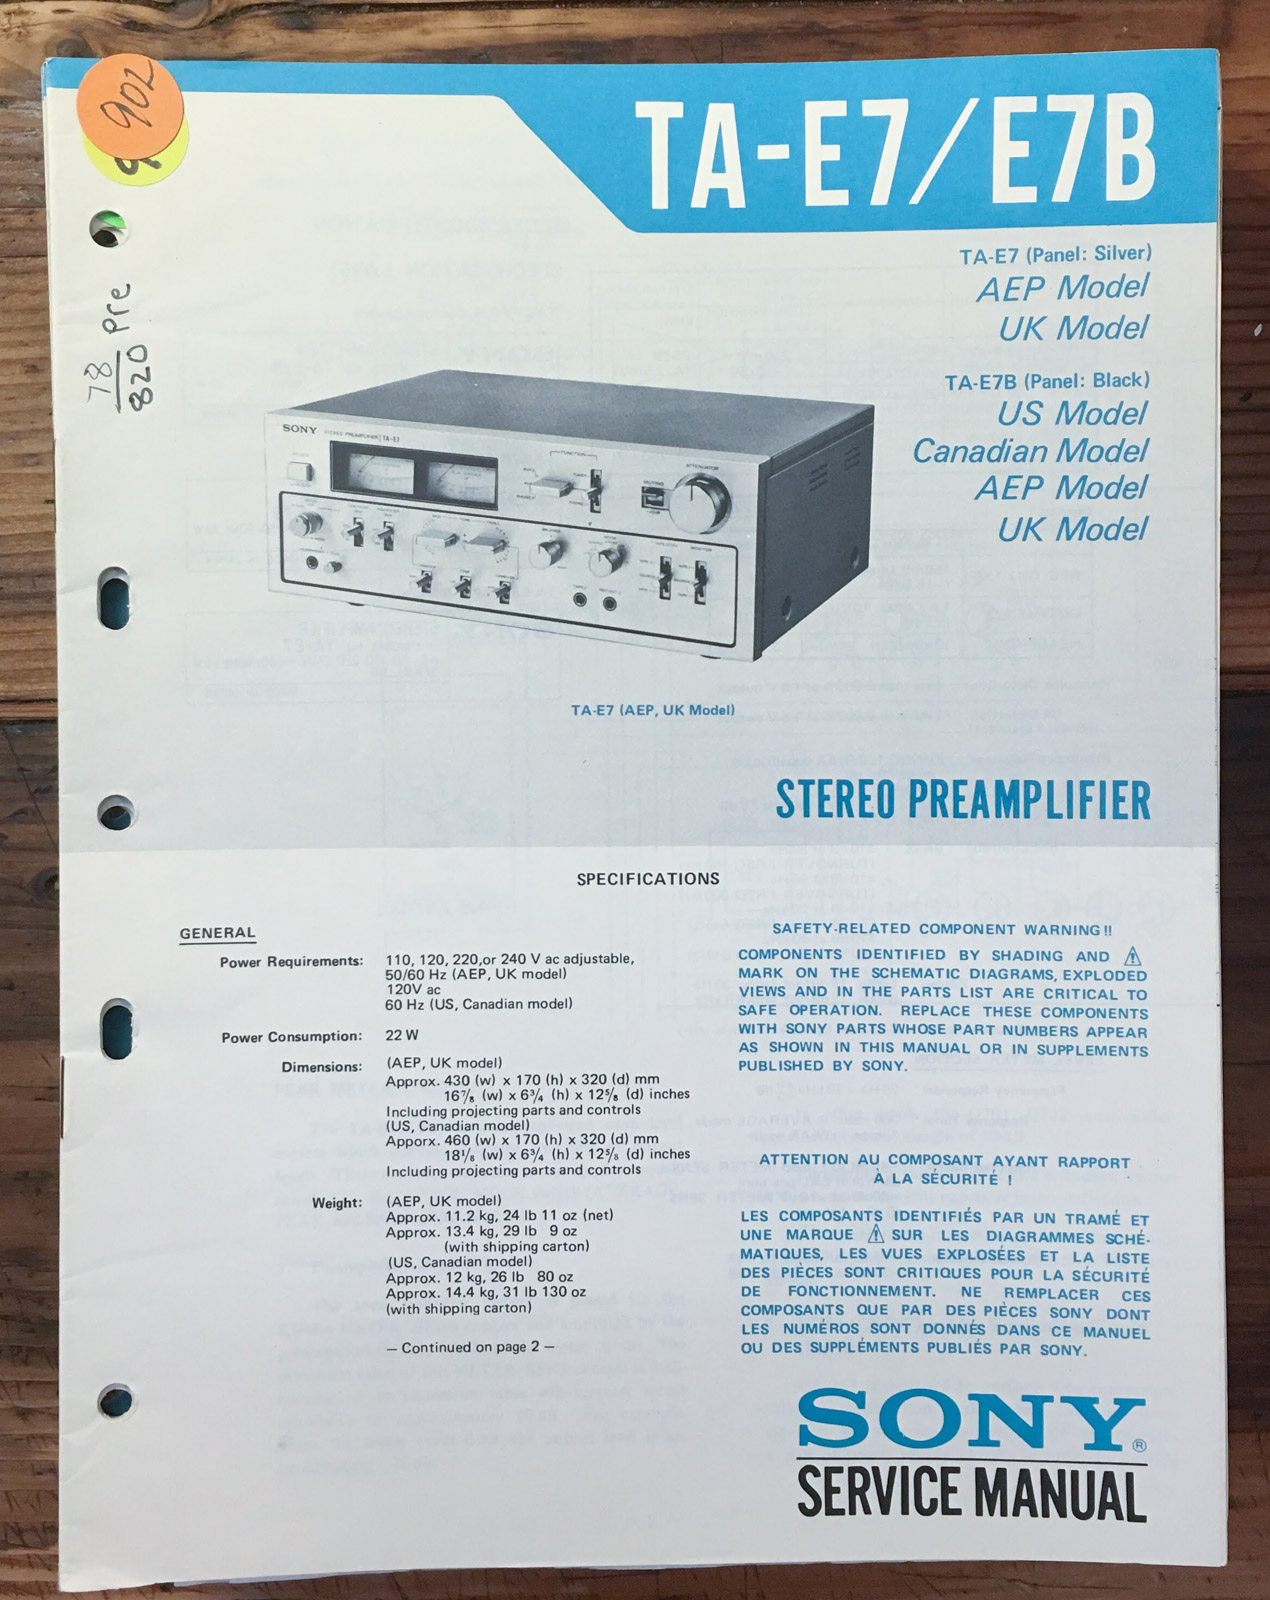 902
TA-E7/E7B
TA-E7 (Panel: Silver)
AEP Model
UK Model
TA-E7B (Panel: Black)
US Model
Canadian Model
AEP Model
UK Model
78 Pre
820
SONY STEREO PREAMPLIFIER TA-E7
FUNCTION
ATTENUATOR
TA-E7 (AEP, UK Model)
STEREO PREAMPLIFIER
SPECIFICATIONS
GENERAL
Power Requirements: 110, 120, 220,or 240 V ac adjustable,
50/60 Hz (AEP, UK model)
120V ac
60 Hz (US, Canadian model)
Power Consumption: 22 W
Dimensions: (AEP, UK model)
Approx. 430 (w) x 170 (h) x 320 (d) mm
16⁷⁄₈ (w) x 6³⁄₄ (h) x 12⁵⁄₈ (d) inches
Including projecting parts and controls
(US, Canadian model)
Apporx. 460 (w) x 170 (h) x 320 (d) mm
18¹⁄₈ (w) x 6³⁄₄ (h) x 12⁵⁄₈ (d) inches
Including projecting parts and controls
Weight: (AEP, UK model)
Approx. 11.2 kg, 24 lb 11 oz (net)
Approx. 13.4 kg, 29 lb 9 oz
(with shipping carton)
(US, Canadian model)
Approx. 12 kg, 26 lb 80 oz
Approx. 14.4 kg, 31 lb 130 oz
(with shipping carton)
— Continued on page 2 —
SAFETY-RELATED COMPONENT WARNING!!
COMPONENTS IDENTIFIED BY SHADING AND ⚠
MARK ON THE SCHEMATIC DIAGRAMS, EXPLODED
VIEWS AND IN THE PARTS LIST ARE CRITICAL TO
SAFE OPERATION. REPLACE THESE COMPONENTS
WITH SONY PARTS WHOSE PART NUMBERS APPEAR
AS SHOWN IN THIS MANUAL OR IN SUPPLEMENTS
PUBLISHED BY SONY.
ATTENTION AU COMPOSANT AYANT RAPPORT
À LA SÉCURITÉ !
LES COMPOSANTS IDENTIFIÉS PAR UN TRAMÉ ET
UNE MARQUE ⚠ SUR LES DIAGRAMMES SCHÉ-
MATIQUES, LES VUES EXPLOSÉES ET LA LISTE
DES PIÈCES SONT CRITIQUES POUR LA SÉCURITÉ
DE FONCTIONNEMENT. NE REMPLACER CES
COMPOSANTS QUE PAR DES PIÈCES SONY DONT
LES NUMÉROS SONT DONNÉS DANS CE MANUEL
OU DES SUPPLÉMENTS PUBLIÉS PAR SONY.
SONY®
SERVICE MANUAL